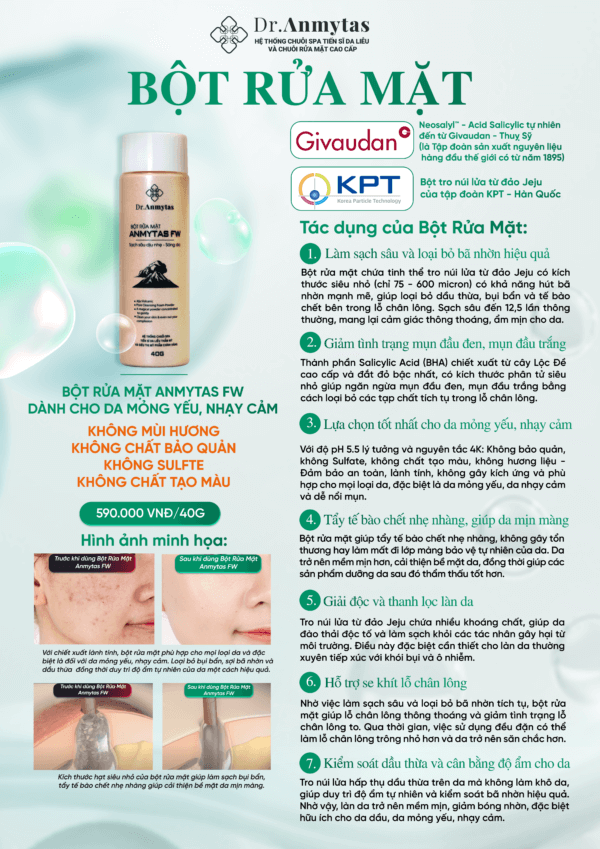 Dr.Anmytas
HỆ THỐNG CHUỖI SPA TIẾN SĨ DA LIỄU
VÀ CHUỖI RỬA MẶT CAO CẤP
BỘT RỬA MẶT
Givaudan
Neosalyl™ - Acid Salicylic tự nhiên
đến từ Givaudan - Thuỵ Sỹ
(là Tập đoàn sản xuất nguyên liệu
hàng đầu thế giới có từ năm 1895)
KPT
Korea Particle Technology
Bột tro núi lửa từ đảo Jeju
của tập đoàn KPT - Hàn Quốc
Dr.Anmytas
BỘT RỬA MẶT
ANMYTAS FW
40G
BỘT RỬA MẶT ANMYTAS FW
DÀNH CHO DA MỎNG YẾU, NHẠY CẢM
KHÔNG MÙI HƯƠNG
KHÔNG CHẤT BẢO QUẢN
KHÔNG SULFTE
KHÔNG CHẤT TẠO MÀU
590.000 VNĐ/40G
Hình ảnh minh họa:
Trước khi dùng Bột Rửa Mặt
Anmytas FW
Sau khi dùng Bột Rửa Mặt
Anmytas FW
Với chiết xuất lành tính, bột rửa mặt phù hợp cho mọi loại da và đặc
biệt là đối với da mỏng yếu, nhạy cảm. Loại bỏ bụi bẩn, sợi bã nhờn và
dầu thừa đồng thời duy trì độ ẩm tự nhiên của da một cách hiệu quả.
Trước khi dùng Bột Rửa Mặt
Anmytas FW
Sau khi dùng Bột Rửa Mặt
Anmytas FW
Kích thước hạt siêu nhỏ của bột rửa mặt giúp làm sạch bụi bẩn,
tẩy tế bào chết nhẹ nhàng giúp cải thiện bề mặt da mịn màng.
Tác dụng của Bột Rửa Mặt:
1. Làm sạch sâu và loại bỏ bã nhờn hiệu quả
Bột rửa mặt chứa tinh thể tro núi lửa từ đảo Jeju có kích
thước siêu nhỏ (chỉ 75 - 600 micron) có khả năng hút bã
nhờn mạnh mẽ, giúp loại bỏ dầu thừa, bụi bẩn và tế bào
chết bên trong lỗ chân lông. Sạch sâu đến 12,5 lần thông
thường, mang lại cảm giác thông thoáng, ẩm mịn cho da.
2. Giảm tình trạng mụn đầu đen, mụn đầu trắng
Thành phần Salicylic Acid (BHA) chiết xuất từ cây Lộc Đề
cao cấp và đắt đỏ bậc nhất, có kích thước phân tử siêu
nhỏ giúp ngăn ngừa mụn đầu đen, mụn đầu trắng bằng
cách loại bỏ các tạp chất tích tụ trong lỗ chân lông.
3. Lựa chọn tốt nhất cho da mỏng yếu, nhạy cảm
Với độ pH 5.5 lý tưởng và nguyên tắc 4K: Không bảo quản,
không Sulfate, không chất tạo màu, không hương liệu -
Đảm bảo an toàn, lành tính, không gây kích ứng và phù
hợp cho mọi loại da, đặc biệt là da mỏng yếu, da nhạy cảm
và dễ nổi mụn.
4. Tẩy tế bào chết nhẹ nhàng, giúp da mịn màng
Bột rửa mặt giúp tẩy tế bào chết nhẹ nhàng, không gây tổn
thương hay làm mất đi lớp màng bảo vệ tự nhiên của da. Da
trở nên mềm mịn hơn, cải thiện bề mặt da, đồng thời giúp các
sản phẩm dưỡng da sau đó thẩm thấu tốt hơn.
5. Giải độc và thanh lọc làn da
Tro núi lửa từ đảo Jeju chứa nhiều khoáng chất, giúp da
đào thải độc tố và làm sạch khỏi các tác nhân gây hại từ
môi trường. Điều này đặc biệt cần thiết cho làn da thường
xuyên tiếp xúc với khói bụi và ô nhiễm.
6. Hỗ trợ se khít lỗ chân lông
Nhờ việc làm sạch sâu và loại bỏ bã nhờn tích tụ, bột rửa
mặt giúp lỗ chân lông thông thoáng và giảm tình trạng lỗ
chân lông to. Qua thời gian, việc sử dụng đều đặn có thể
làm lỗ chân lông trông nhỏ hơn và da trở nên săn chắc hơn.
7. Kiểm soát dầu thừa và cân bằng độ ẩm cho da
Tro núi lửa hấp thụ dầu thừa trên da mà không làm khô da,
giúp duy trì độ ẩm tự nhiên và kiểm soát bã nhờn hiệu quả.
Nhờ vậy, làn da trở nên mềm mịn, giảm bóng nhờn, đặc biệt
hữu ích cho da dầu, da mỏng yếu, nhạy cảm.